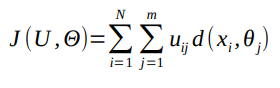 J(U,Θ)=∑_{i=1}^{N} ∑_{j=1}^{m} u_{ij} d(x_i,θ_j)